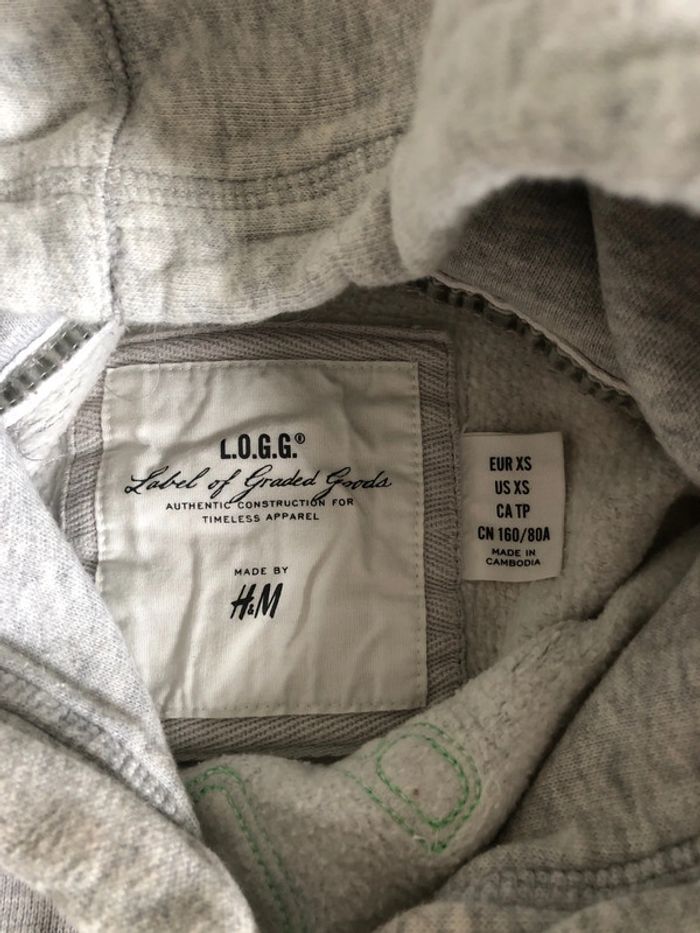 L.O.G.G.®
Label of Graded Goods
AUTHENTIC CONSTRUCTION FOR
TIMELESS APPAREL
MADE BY
H&M
EUR XS
US XS
CA TP
CN 160/80A
MADE IN
CAMBODIA